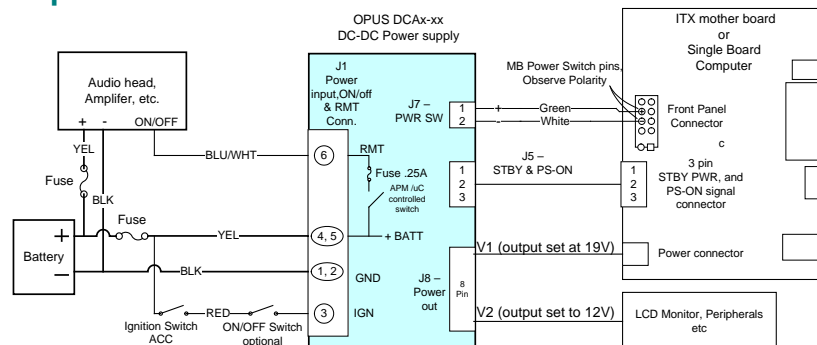 OPUS DCAx-xx
DC-DC Power supply
ITX mother board
or
Single Board
Computer
Audio head,
Amplifer, etc.
+ - ON/OFF
J1
Power
input,ON/off
& RMT
Conn.
J7 –
PWR SW
1
2
+ Green
- White
MB Power Switch pins,
Observe Polarity
Front Panel
Connector
c
YEL
Fuse
BLK
BLU/WHT
6
RMT
Fuse .25A
APM /uC
controlled
switch
J5 –
STBY & PS-ON
1
2
3
1
2
3
3 pin
STBY PWR, and
PS-ON signal
connector
Battery
+
–
Fuse
YEL
4, 5
+ BATT
BLK
1, 2
GND
J8 –
Power
out
8
Pin
V1 (output set at 19V)
Power connector
V2 (output set to 12V)
LCD Monitor, Peripherals
etc
RED
3
IGN
Ignition Switch
ACC
ON/OFF Switch
optional